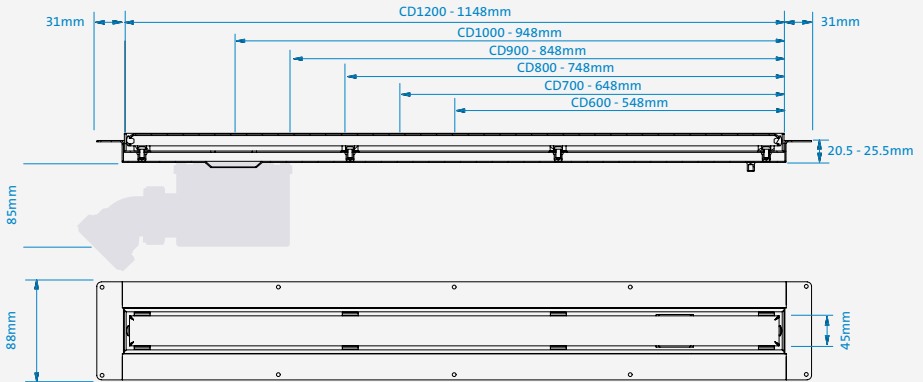 31mm
CD1200 - 1148mm
31mm
CD1000 - 948mm
CD900 - 848mm
CD800 - 748mm
CD700 - 648mm
CD600 - 548mm
20.5 - 25.5mm
85mm
88mm
45mm